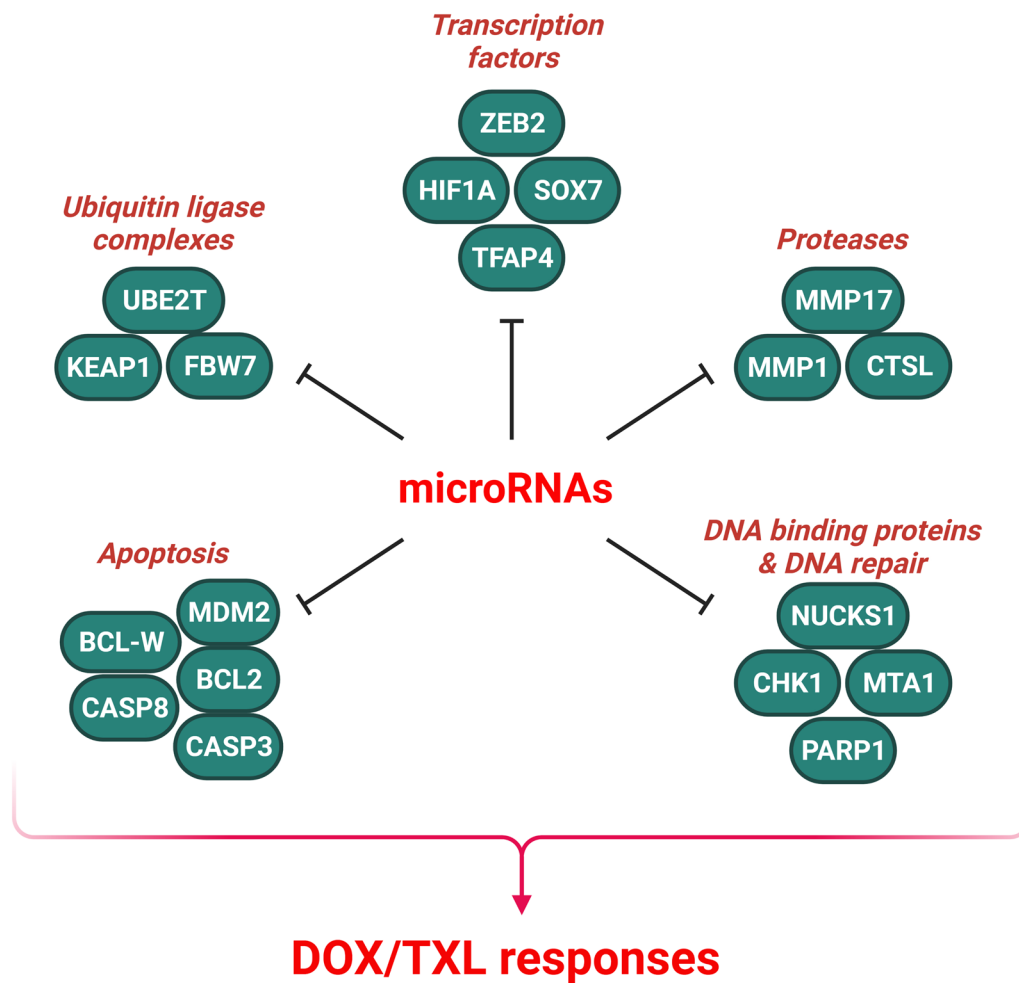 Transcription
factors
ZEB2
HIF1A
SOX7
TFAP4
Ubiquitin ligase
complexes
UBE2T
KEAP1
FBW7
Proteases
MMP17
MMP1
CTSL
microRNAs
Apoptosis
MDM2
BCL-W
BCL2
CASP8
CASP3
DNA binding proteins
& DNA repair
NUCKS1
CHK1
MTA1
PARP1
DOX/TXL responses